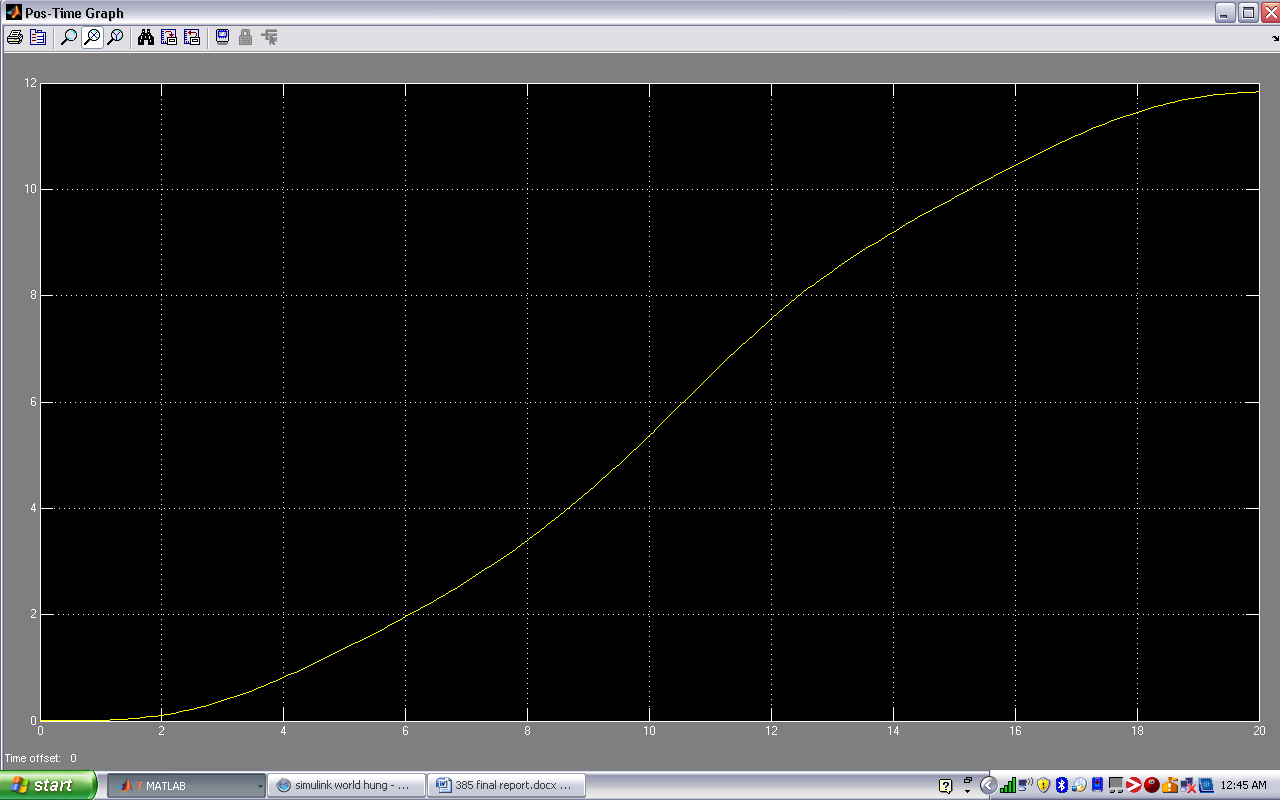 Pos-Time Graph
12
10
8
6
4
2
0
0 2 4 6 8 10 12 14 16 18 20
Time offset: 0
start
7 MATLAB
simulink world hung - ...
385 final report.docx ...
12:45 AM